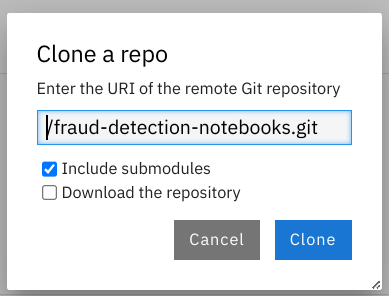 Clone a repo
Enter the URI of the remote Git repository
/fraud-detection-notebooks.git
Include submodules
Download the repository
Cancel Clone